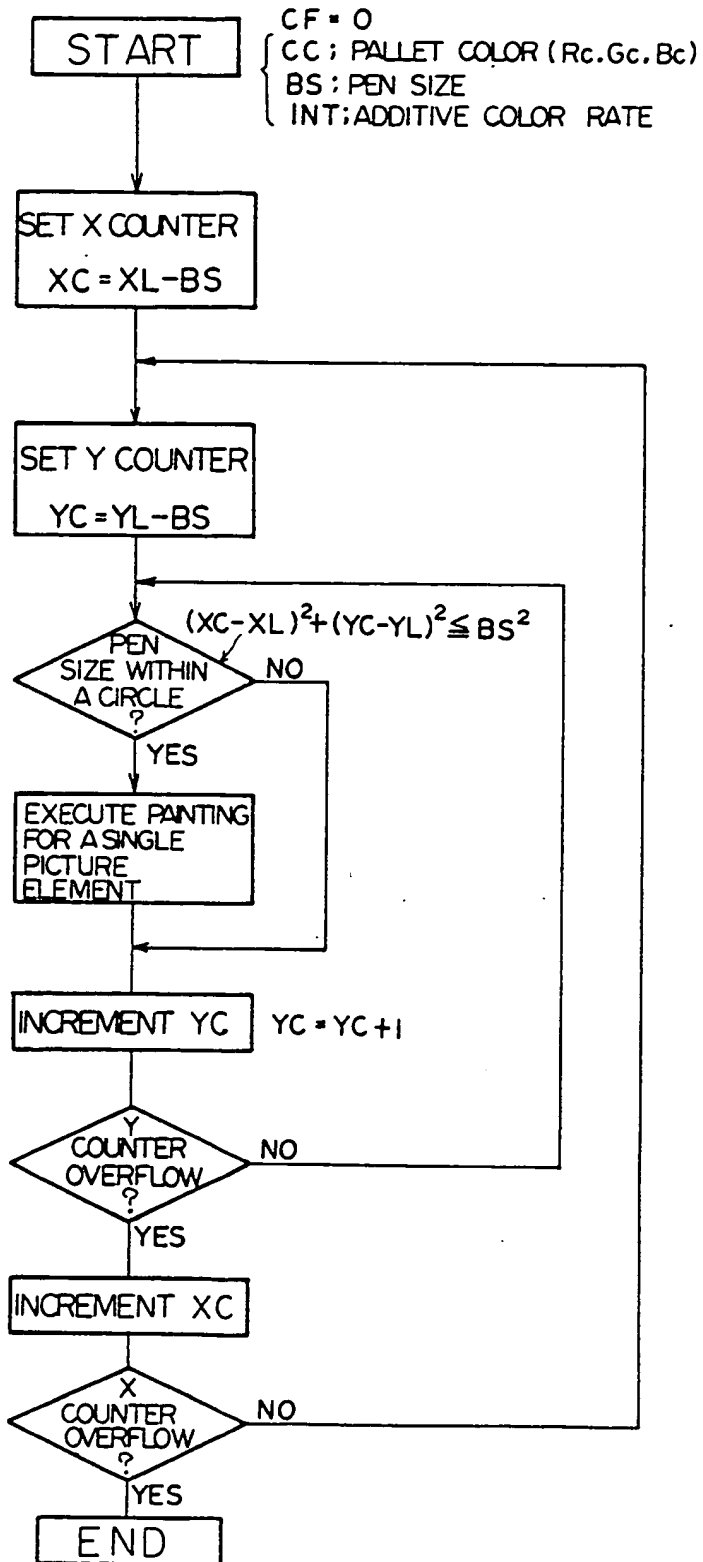 START
CF = 0
CC ; PALLET COLOR (Rc.Gc.Bc)
BS : PEN SIZE
INT; ADDITIVE COLOR RATE
SET X COUNTER
XC = XL-BS
SET Y COUNTER
YC = YL-BS
(XC-XL)²+(YC-YL)² ≦ BS²
PEN
SIZE WITHIN
A CIRCLE
?
NO
YES
EXECUTE PAINTING
FOR A SINGLE
PICTURE
ELEMENT
INCREMENT YC
YC = YC+1
Y
COUNTER
OVERFLOW
?
NO
YES
INCREMENT XC
X
COUNTER
OVERFLOW
?
NO
YES
END